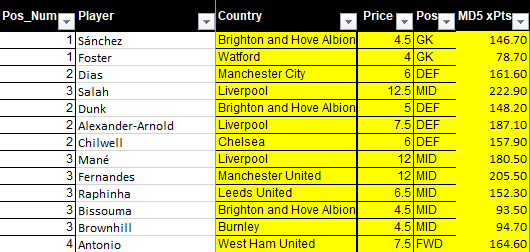 Pos_Num Player Country Price Pos MD5 xPts
1 Sánchez Brighton and Hove Albion 4.5 GK 146.70
1 Foster Watford 4 GK 78.70
2 Dias Manchester City 6 DEF 161.60
3 Salah Liverpool 12.5 MID 222.90
2 Dunk Brighton and Hove Albion 5 DEF 148.20
2 Alexander-Arnold Liverpool 7.5 DEF 187.10
2 Chilwell Chelsea 6 DEF 157.90
3 Mané Liverpool 12 MID 180.50
3 Fernandes Manchester United 12 MID 205.50
3 Raphinha Leeds United 6.5 MID 152.30
3 Bissouma Brighton and Hove Albion 4.5 MID 93.50
3 Brownhill Burnley 4.5 MID 94.70
4 Antonio West Ham United 7.5 FWD 164.60